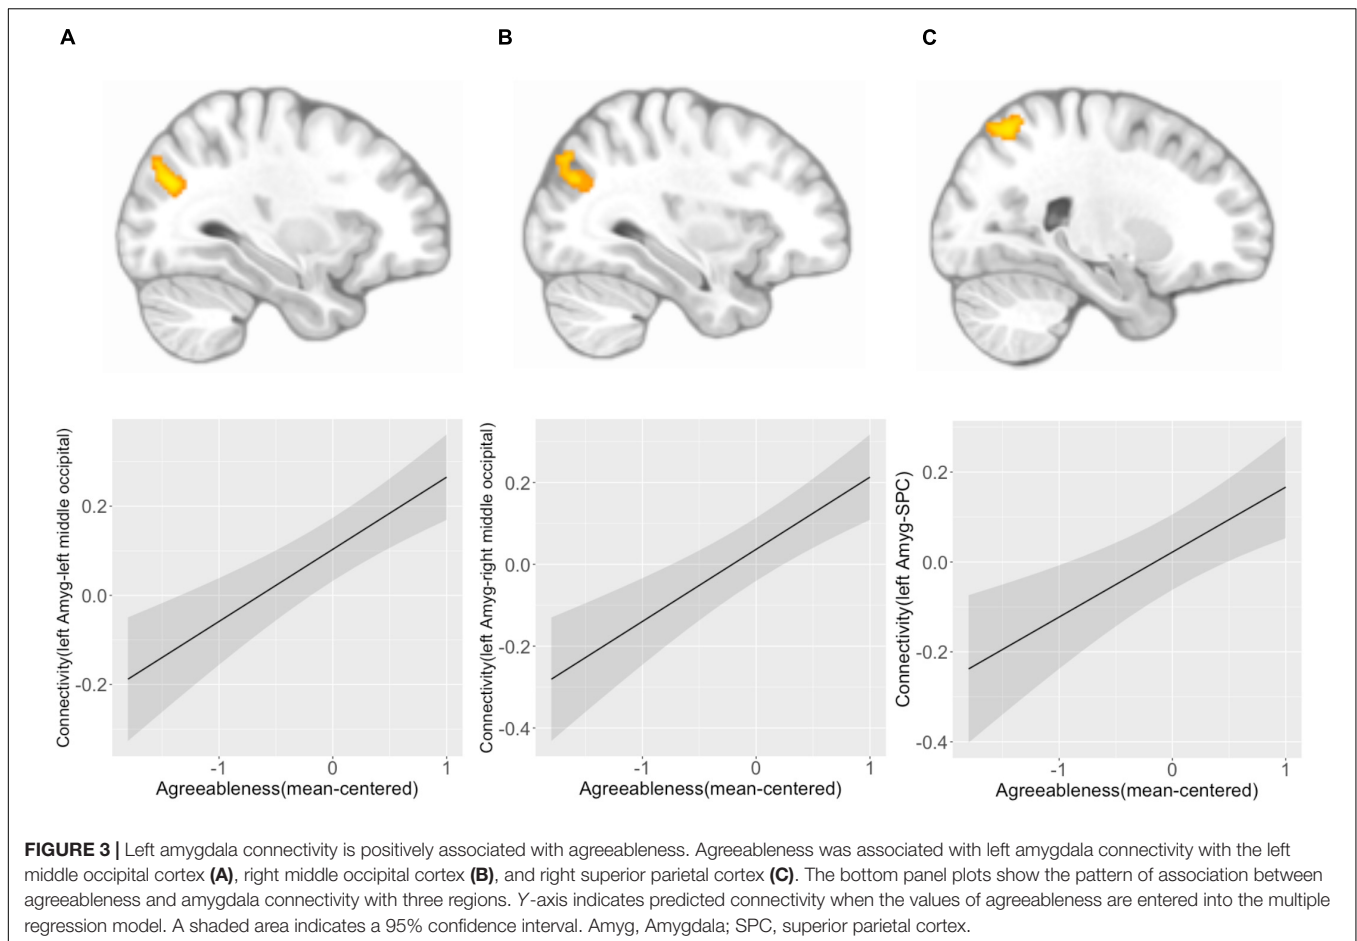 A
B
C
Connectivity(left Amyg-left middle occipital)
0.2
0.0
-0.2
-1
0
1
Agreeableness(mean-centered)
Connectivity(left Amyg-right middle occipital)
0.2
0.0
-0.2
-0.4
-1
0
1
Agreeableness(mean-centered)
Connectivity(left Amyg-SPC)
0.2
0.0
-0.2
-0.4
-1
0
1
Agreeableness(mean-centered)
FIGURE 3 | Left amygdala connectivity is positively associated with agreeableness. Agreeableness was associated with left amygdala connectivity with the left
middle occipital cortex (A), right middle occipital cortex (B), and right superior parietal cortex (C). The bottom panel plots show the pattern of association between
agreeableness and amygdala connectivity with three regions. Y-axis indicates predicted connectivity when the values of agreeableness are entered into the multiple
regression model. A shaded area indicates a 95% confidence interval. Amyg, Amygdala; SPC, superior parietal cortex.